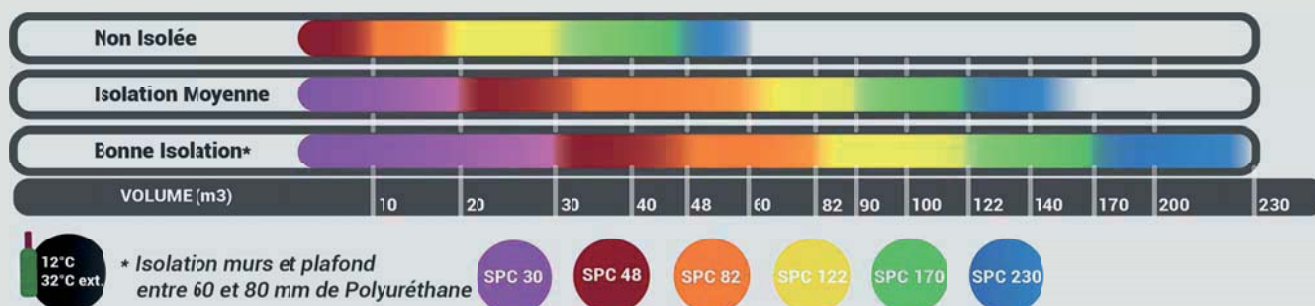 Non Isolée
Isolation Moyenne
Bonne Isolation*
VOLUME (m3) 10 20 30 40 48 60 82 90 100 122 140 170 200 230
12°C
32°C ext.
* Isolation murs et plafond
entre 60 et 80 mm de Polyuréthane
SPC 30 SPC 48 SPC 82 SPC 122 SPC 170 SPC 230